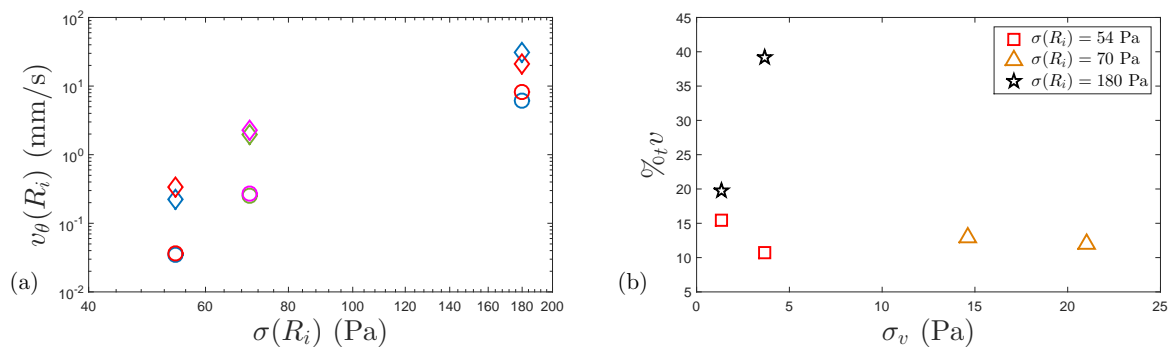 10^2
10^1
10^0
10^-1
10^-2
v_θ(R_i) (mm/s)
40 60 80 100 120 140 160 180 200
σ(R_i) (Pa)
(a)
45
40
35
30
25
20
15
10
5
%_t v
0 5 10 15 20 25
σ_v (Pa)
(b)
σ(R_i) = 54 Pa
σ(R_i) = 70 Pa
σ(R_i) = 180 Pa